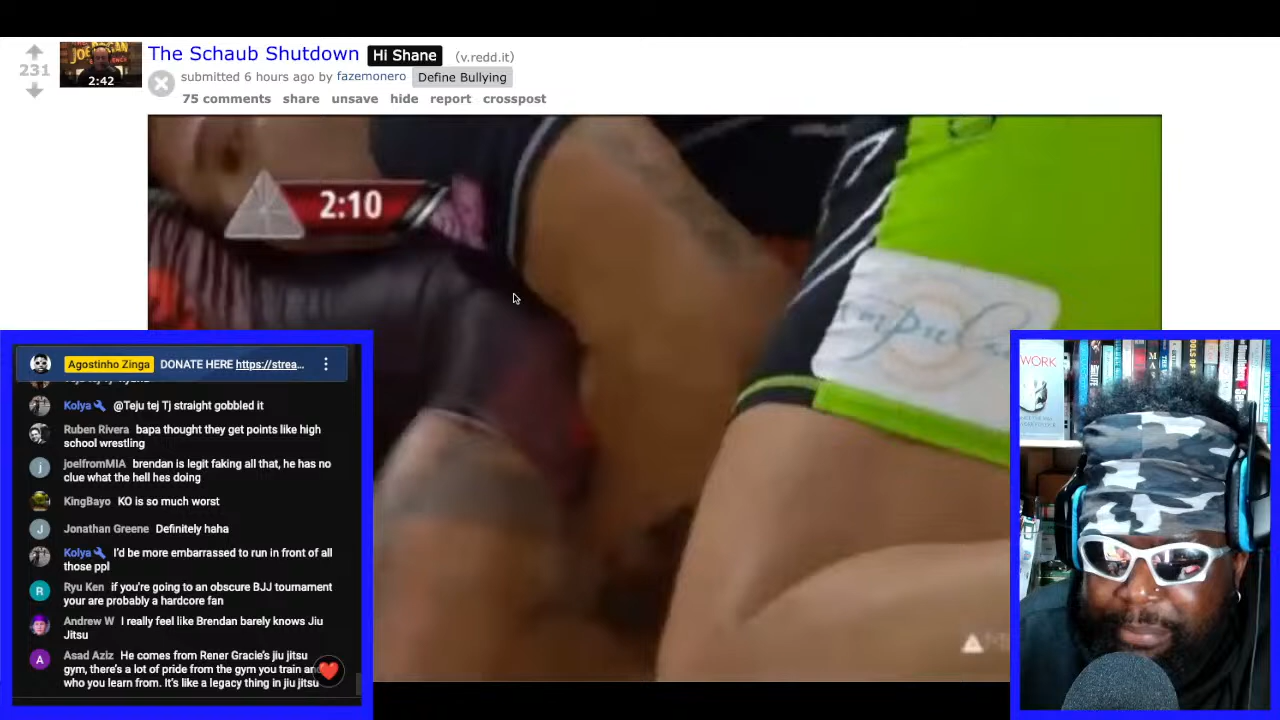 The Schaub Shutdown Hi Shane (v.redd.it)
231
2:42
submitted 6 hours ago by fazemonero Define Bullying
75 comments share unsave hide report crosspost
2:10
Agostinho Zinga DONATE HERE https://strea...
Kolya @Teju tej Tj straight gobbled it
Ruben Rivera bapa thought they get points like high
school wrestling
joelfromMIA brendan is legit faking all that, he has no
clue what the hell hes doing
KingBayo KO is so much worst
Jonathan Greene Definitely haha
Kolya I'd be more embarrassed to run in front of all
those ppl
Ryu Ken if you're going to an obscure BJJ tournament
your are probably a hardcore fan
Andrew W I really feel like Brendan barely knows Jiu
Jitsu
Asad Aziz He comes from Rener Gracie's jiu jitsu
gym, there's a lot of pride from the gym you train an
who you learn from. It's like a legacy thing in jiu jitsu
WORK